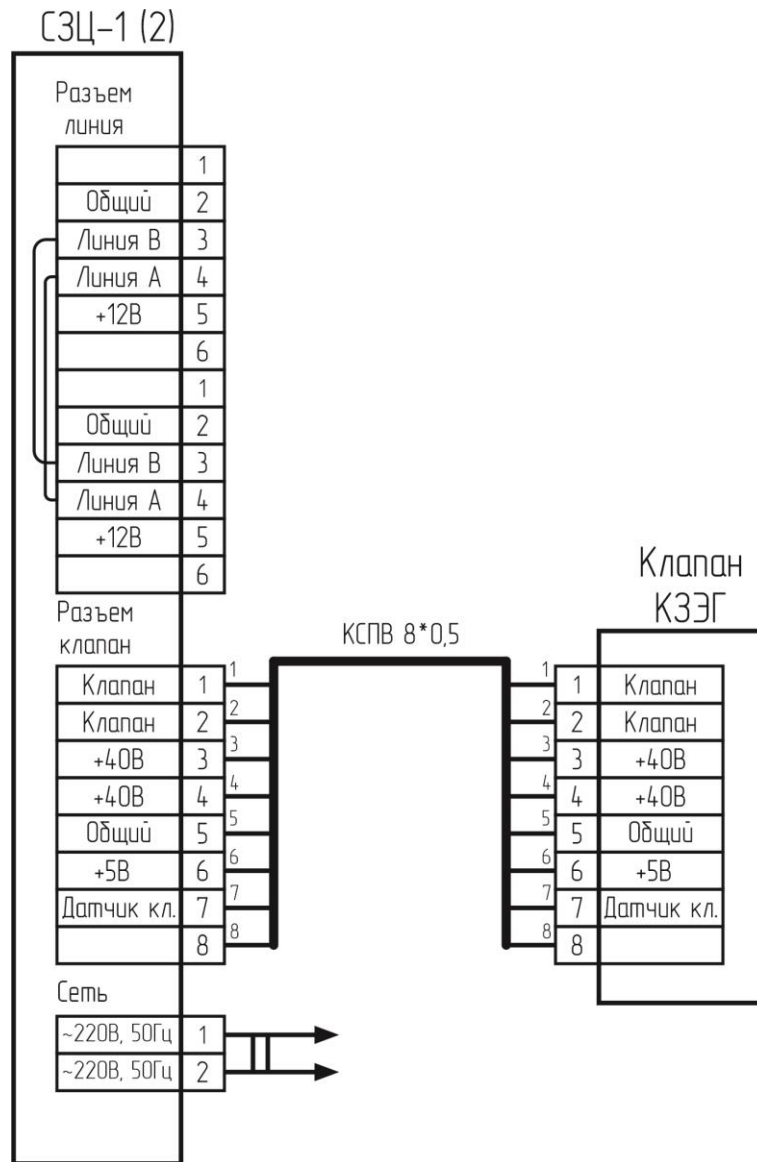 СЗЦ-1 (2)
Разъем
линия
1
Общий 2
Линия В 3
Линия А 4
+12В 5
6
1
Общий 2
Линия В 3
Линия А 4
+12В 5
6
Разъем
клапан
Клапан 1 1
Клапан 2 2
+40В 3 3
+40В 4 4
Общий 5 5
+5В 6 6
Датчик кл. 7 7
8 8
КСПВ 8*0,5
Клапан
КЗЭГ
1 1 Клапан
2 2 Клапан
3 3 +40В
4 4 +40В
5 5 Общий
6 6 +5В
7 7 Датчик кл.
8 8
Сеть
~220В, 50Гц 1
~220В, 50Гц 2